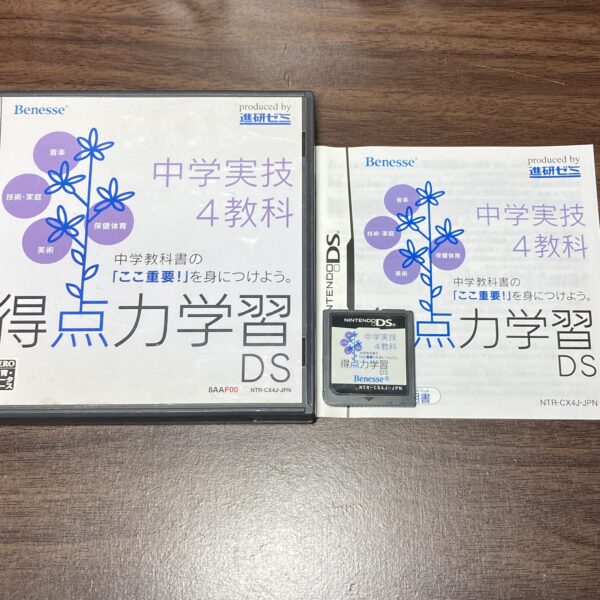 Benesse®
produced by
進研ゼミ
音楽
技術・家庭
保健体育
美術
中学実技
4教科
中学教科書の
「ここ重要!」を身につけよう。
得点力学習
DS
8AAF00
NTR-CX4J-JPN
Benesse®
produced by
進研ゼミ
音楽
技術・家庭
保健体育
美術
中学実技
4教科
中学教科書の
「ここ重要!」を身につけよう。
NINTENDO DS
得点力学習
DS
NTR-CX4J-JPN
NINTENDO DS
中学実技
4教科
得点力学習
DS
Benesse®
NTR-CX4J-JPN